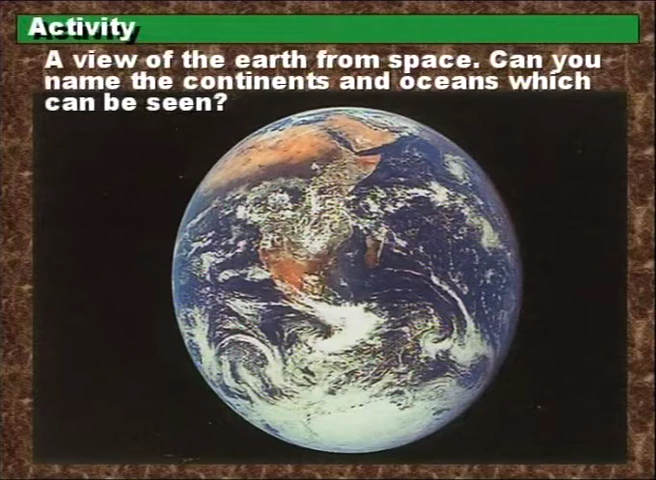 Activity
A view of the earth from space. Can you
name the continents and oceans which
can be seen?